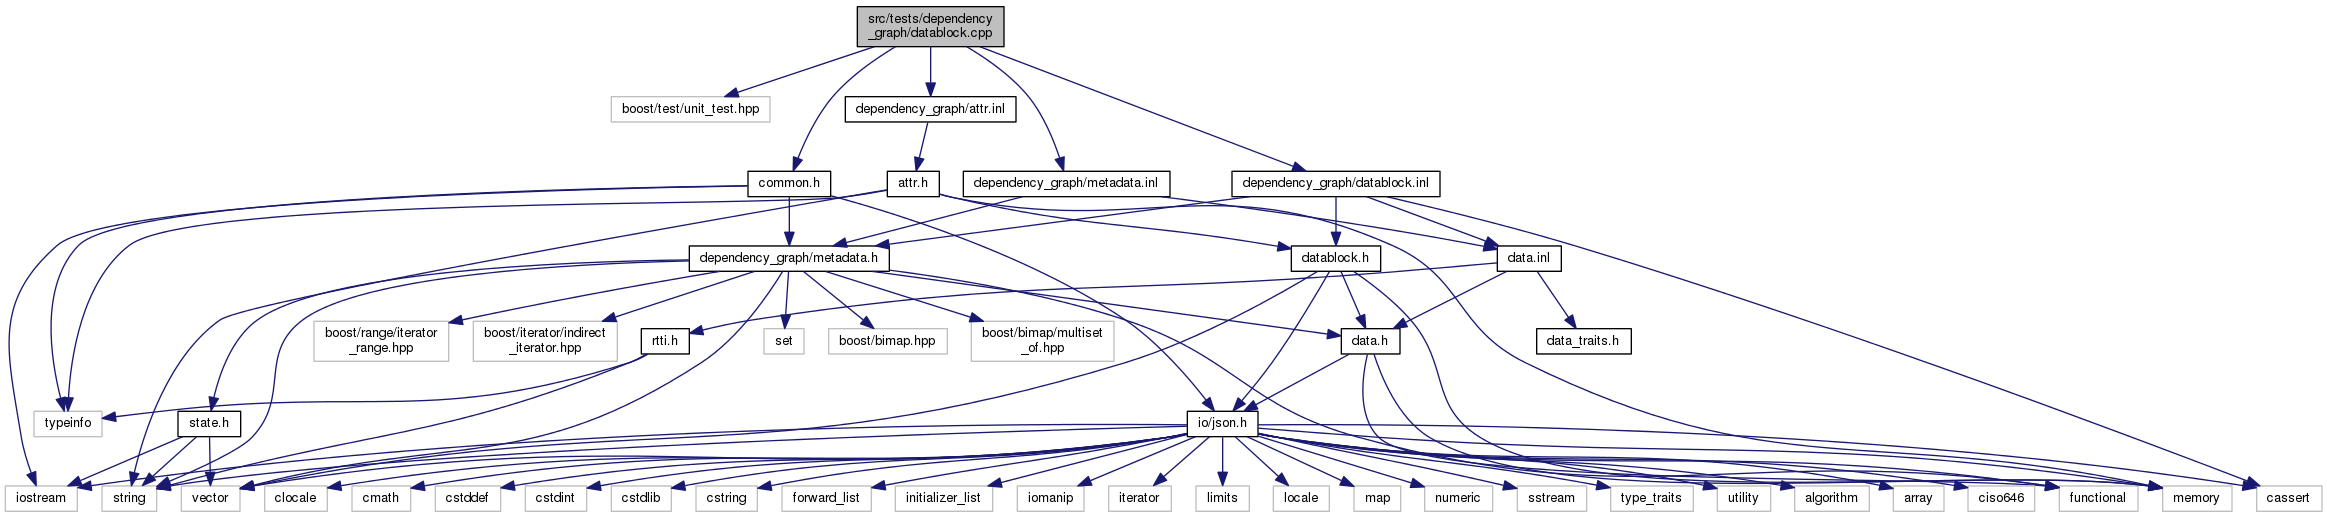 src/tests/dependency
_graph/datablock.cpp
boost/test/unit_test.hpp
dependency_graph/attr.inl
common.h
attr.h
dependency_graph/metadata.inl
dependency_graph/datablock.inl
dependency_graph/metadata.h
datablock.h
data.inl
boost/range/iterator
_range.hpp
boost/iterator/indirect
_iterator.hpp
rtti.h
set
boost/bimap.hpp
boost/bimap/multiset
_of.hpp
data.h
data_traits.h
typeinfo
state.h
io/json.h
iostream
string
vector
clocale
cmath
cstddef
cstdint
cstdlib
cstring
forward_list
initializer_list
iomanip
iterator
limits
locale
map
numeric
sstream
type_traits
utility
algorithm
array
ciso646
functional
memory
cassert